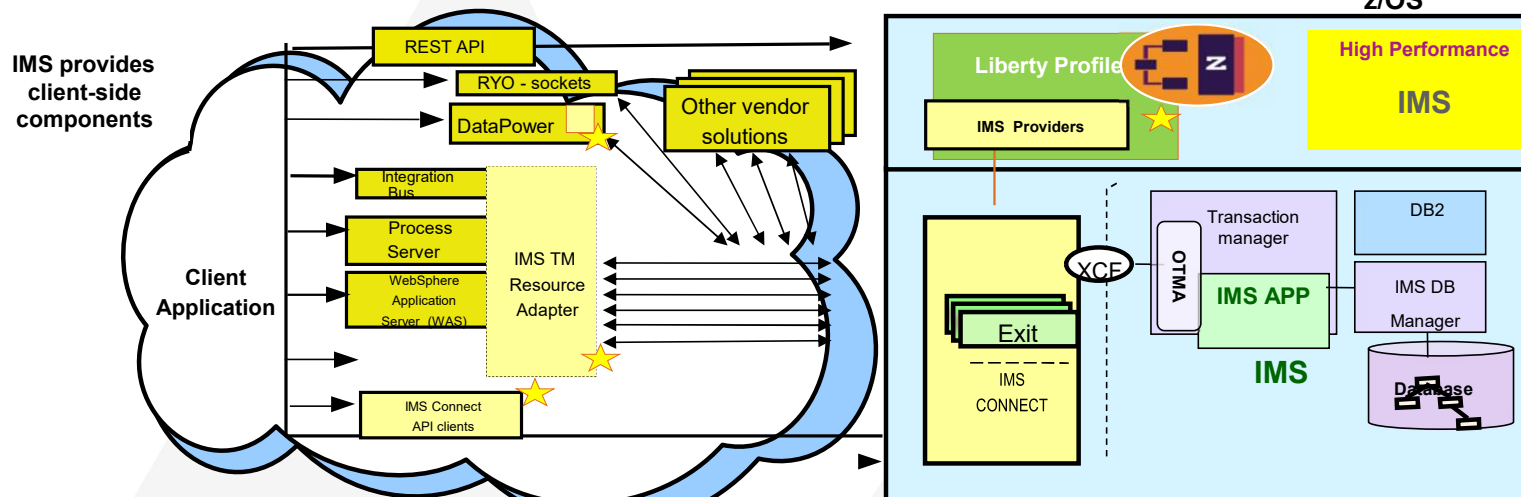 z/OS
IMS provides
client-side
components
Client
Application
REST API
RYO - sockets
DataPower
Other vendor
solutions
Integration
Bus
Process
Server
WebSphere
Application
Server (WAS)
IMS TM
Resource
Adapter
IMS Connect
API clients
Liberty Profile
Z
IMS Providers
High Performance
IMS
Exit
IMS
CONNECT
XCF
OTMA
Transaction
manager
IMS APP
IMS
DB2
IMS DB
Manager
Database